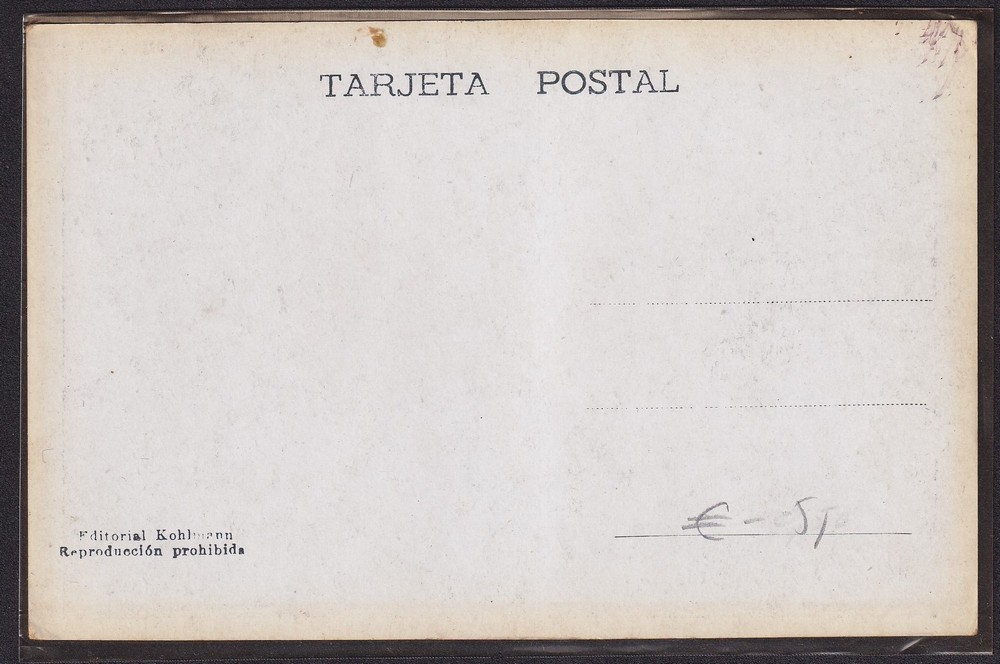 TARJETA POSTAL
€ -
Editorial Kohlmann
Reproducción prohibida